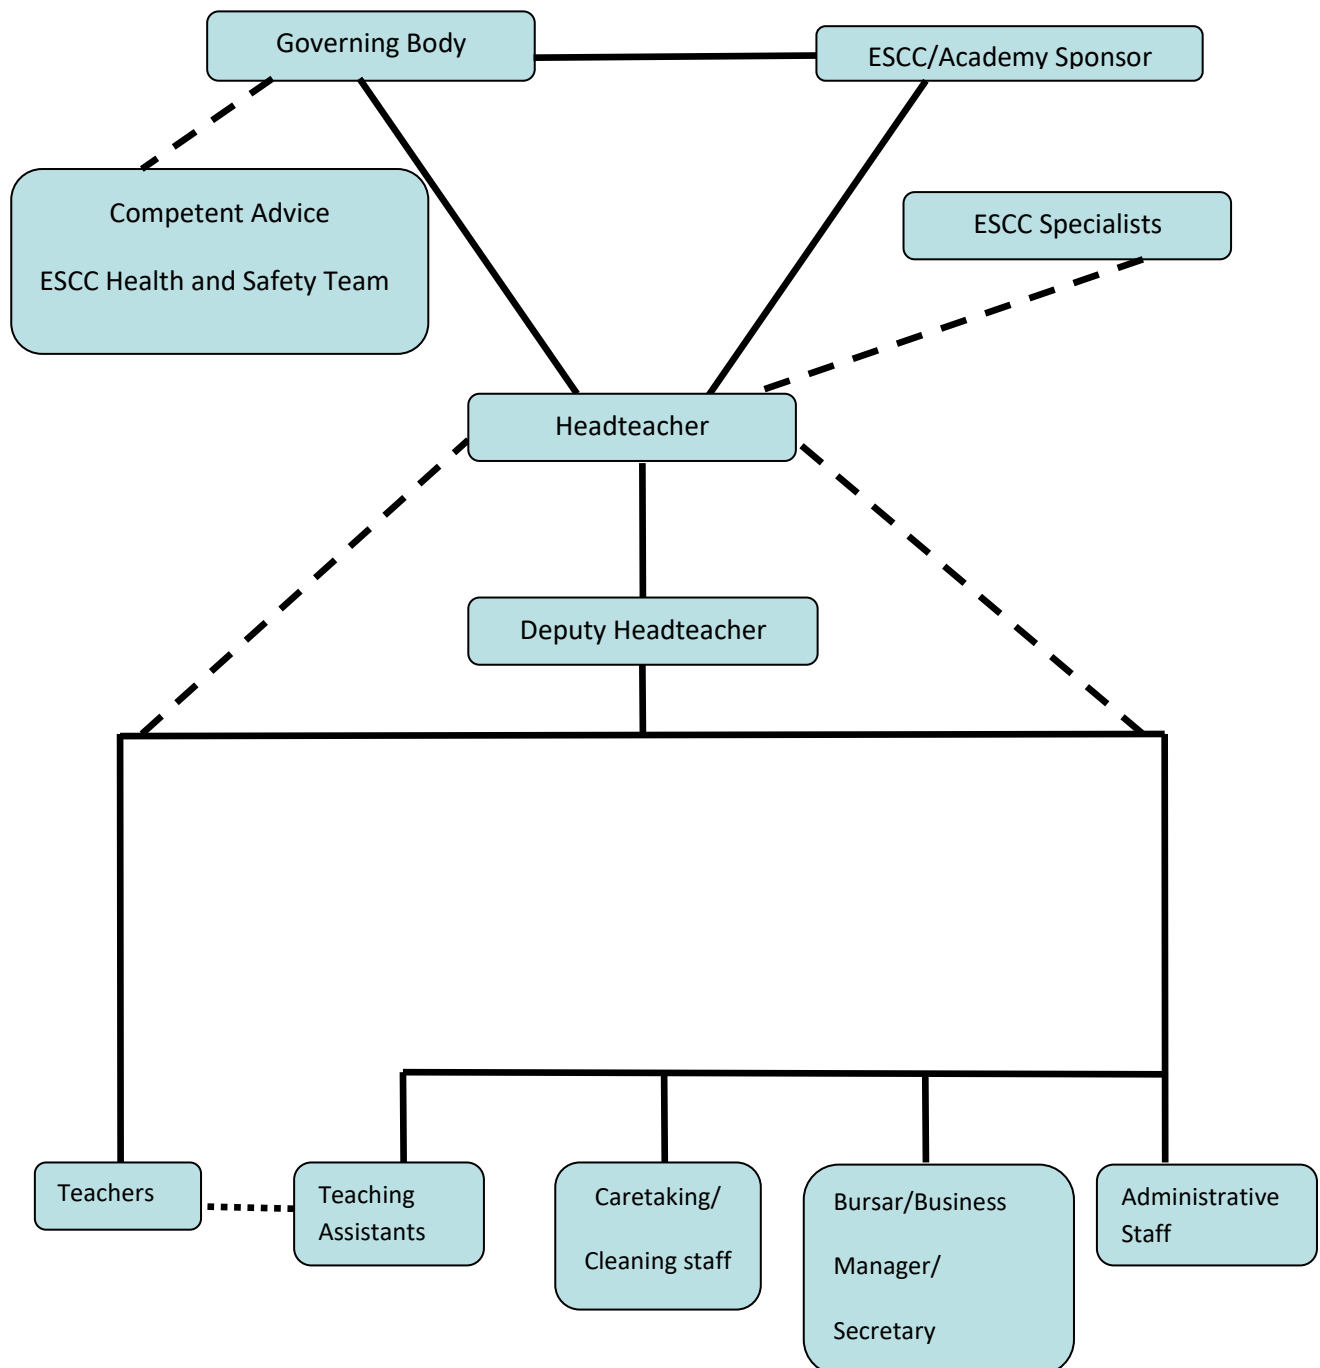 Governing Body
ESCC/Academy Sponsor
Competent Advice
ESCC Health and Safety Team
ESCC Specialists
Headteacher
Deputy Headteacher
Teachers
Teaching
Assistants
Caretaking/
Cleaning staff
Bursar/Business
Manager/
Secretary
Administrative
Staff